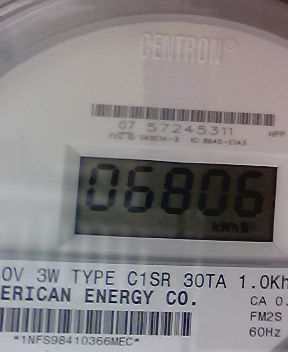 CENTRON®
07 57245311
HPP
06806
kWh
0V 3W TYPE C1SR 30TA 1.0Kh
ERICAN ENERGY CO.
CA 0.
FM2S
60Hz
*1NFS98410366MEC*